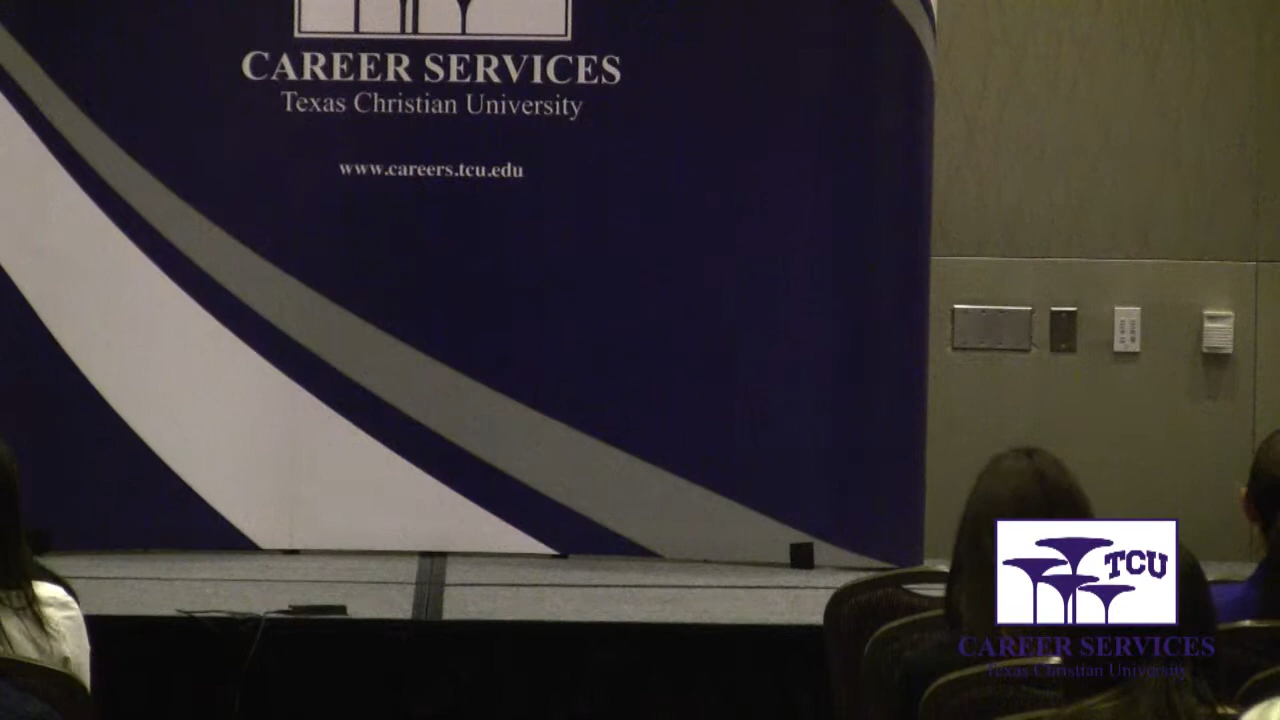 CAREER SERVICES
Texas Christian University
www.careers.tcu.edu
TCU
CAREER SERVICES
Texas Christian University